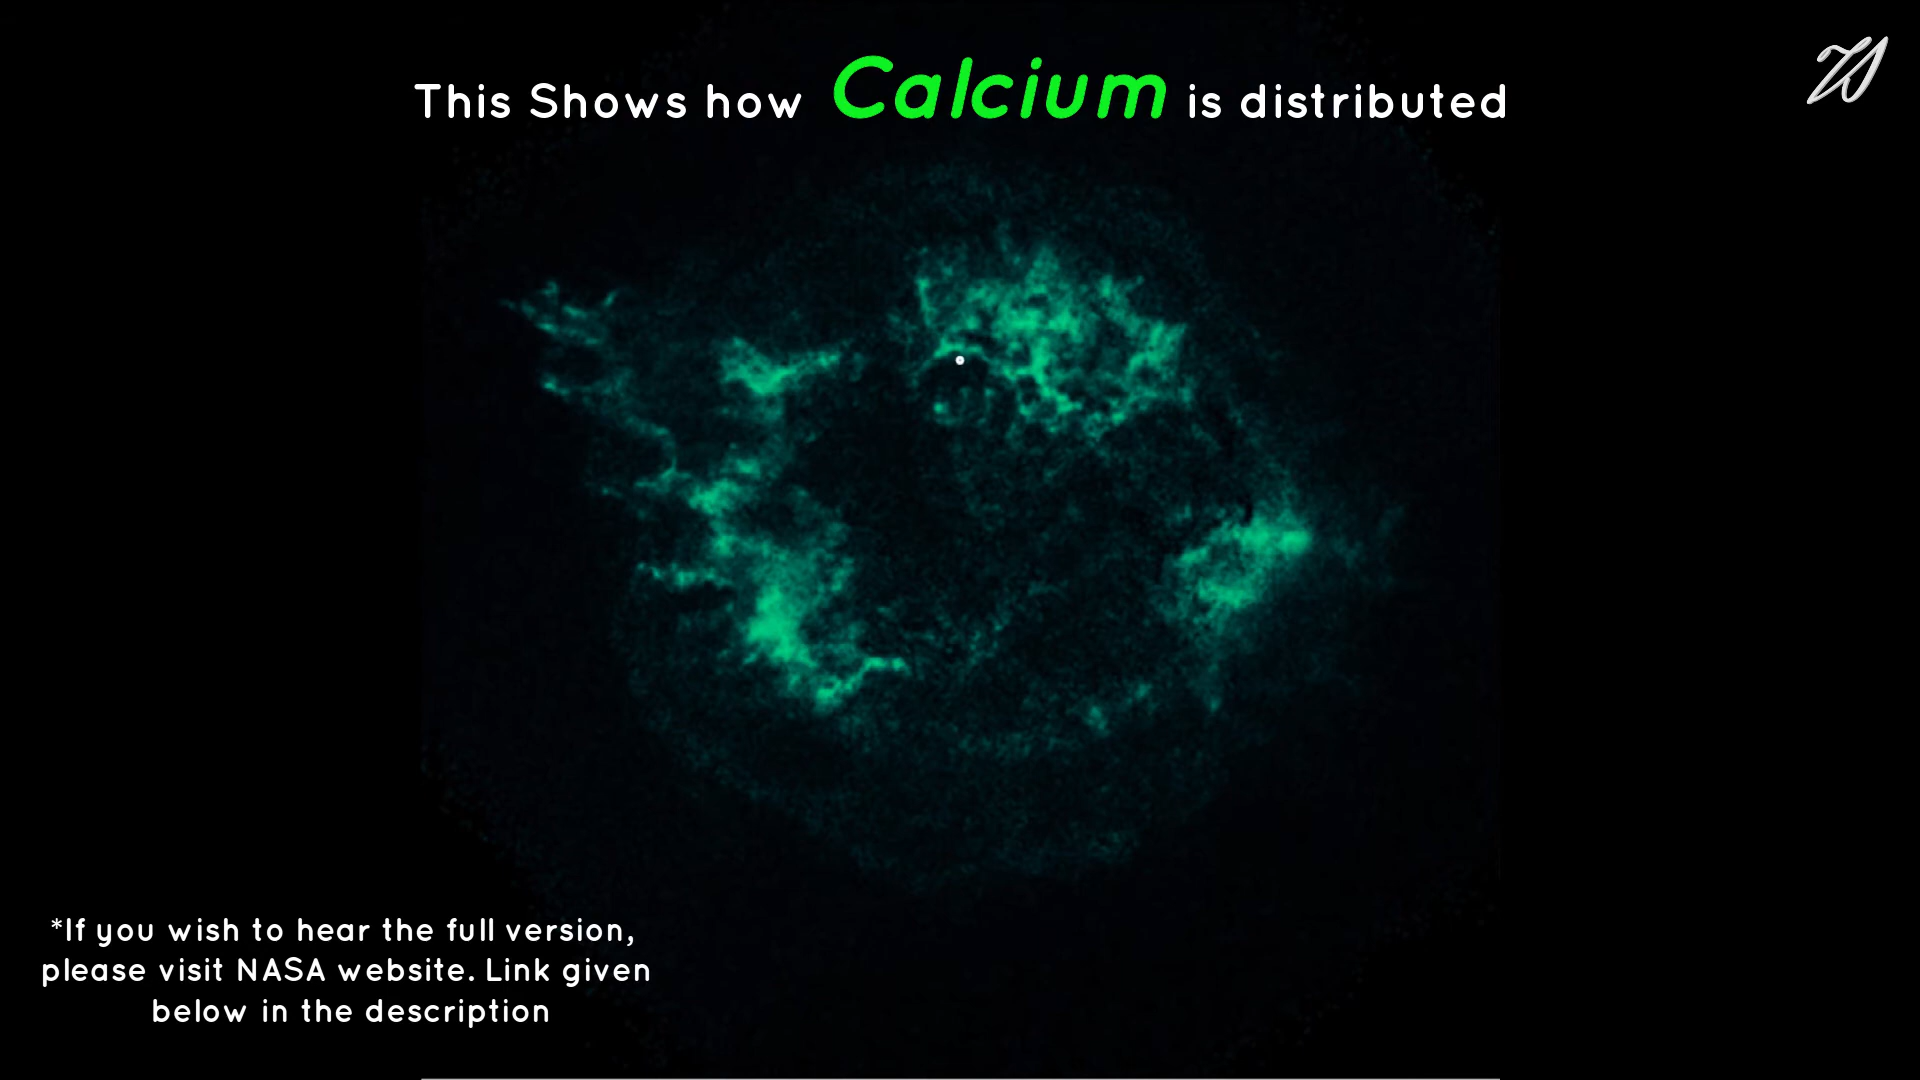 This Shows how Calcium is distributed
*If you wish to hear the full version,
please visit NASA website. Link given
below in the description